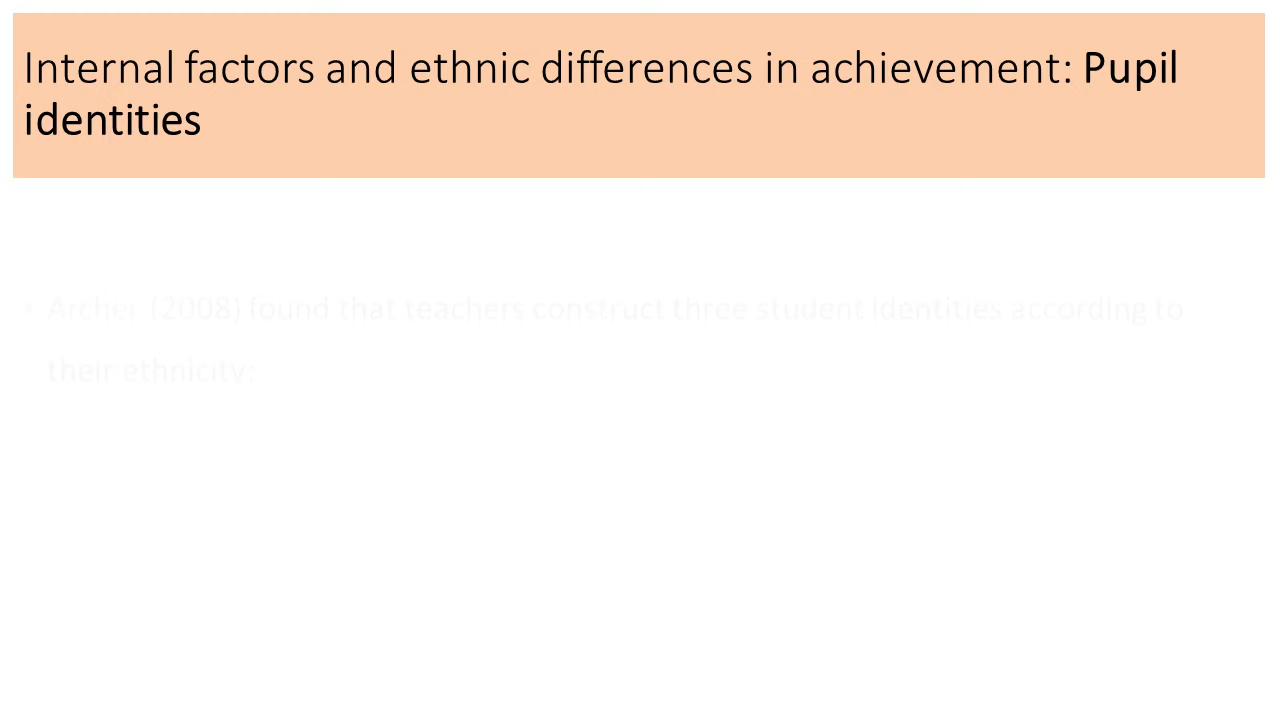 Internal factors and ethnic differences in achievement: Pupil
identities
• Archer (2008) found that teachers construct three student identities according to
their ethnicity: